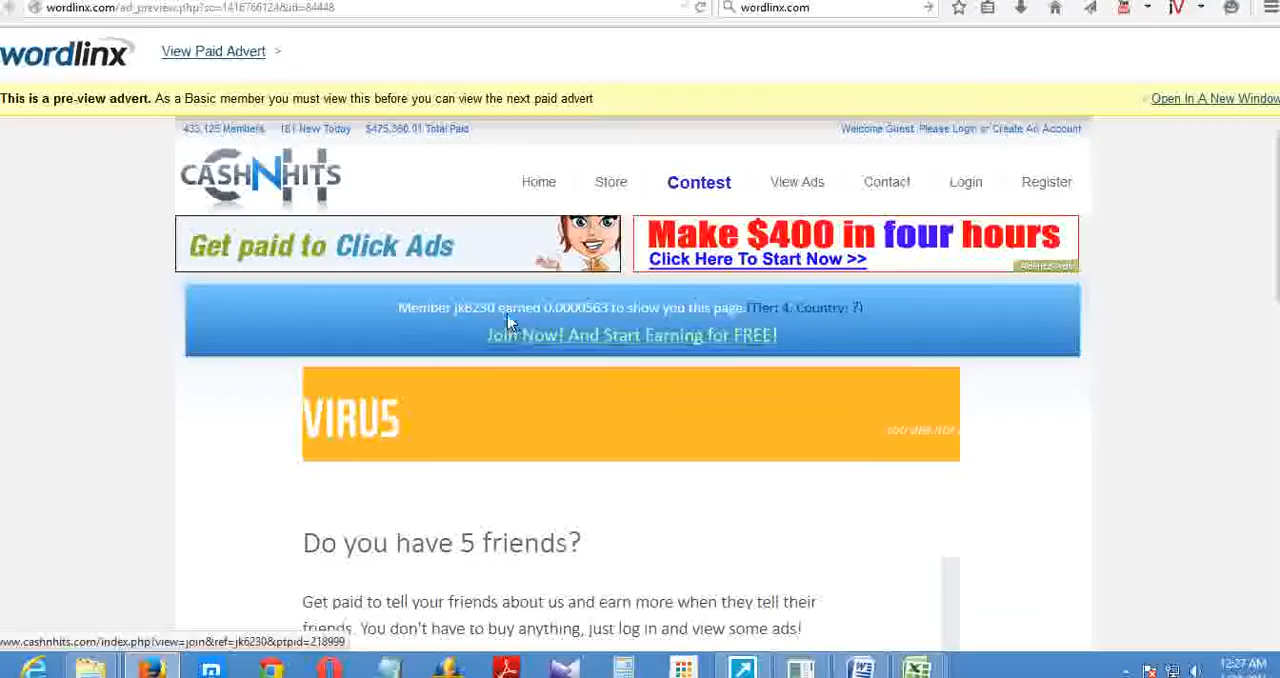 wordlinx.com/ad_preview.php?sc=1416766124&id=84448
wordlinx.com
wordlinx View Paid Advert >
This is a pre-view advert. As a Basic member you must view this before you can view the next paid advert
Open In A New Window
433,125 Members 181 New Today $475,360.01 Total Paid
Welcome Guest, Please Login or Create An Account
CASHNHITS
Home Store Contest View Ads Contact Login Register
Get paid to Click Ads
Make $400 in four hours
Click Here To Start Now >>
Member jk6230 earned 0.0000563 to show you this page (Tier: 4, Country: 7)
Join Now! And Start Earning for FREE!
VIRUS
Do you have 5 friends?
Get paid to tell your friends about us and earn more when they tell their
friends. You don't have to buy anything, just log in and view some ads!
www.cashnhits.com/index.php?view=join&ref=jk6230&ptpid=218999
12:27 AM